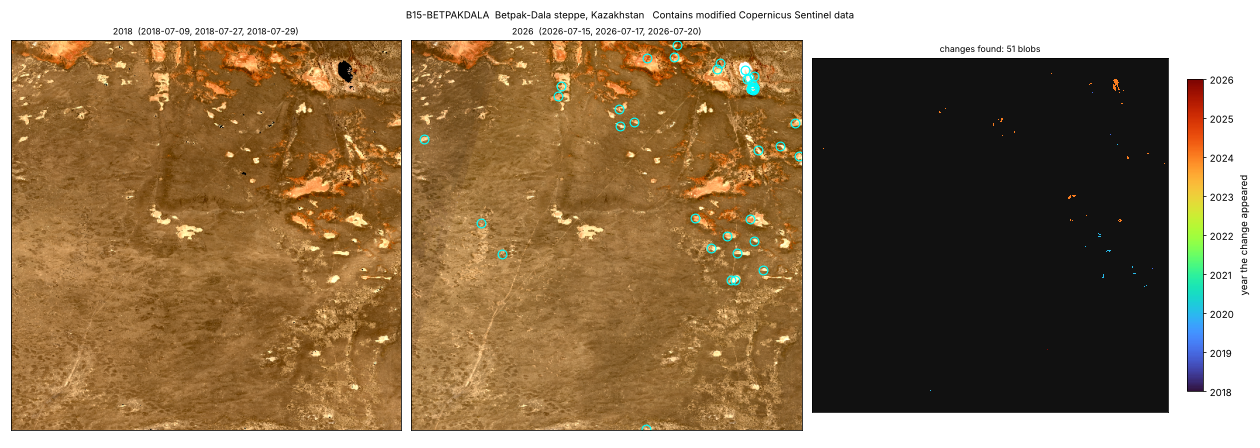 B15-BETPAKDALA  Betpak-Dala steppe, Kazakhstan   Contains modified Copernicus Sentinel data
2018  (2018-07-09, 2018-07-27, 2018-07-29)
2026  (2026-07-15, 2026-07-17, 2026-07-20)
changes found: 51 blobs
2026
2025
2024
2023
2022
2021
2020
2019
2018
year the change appeared